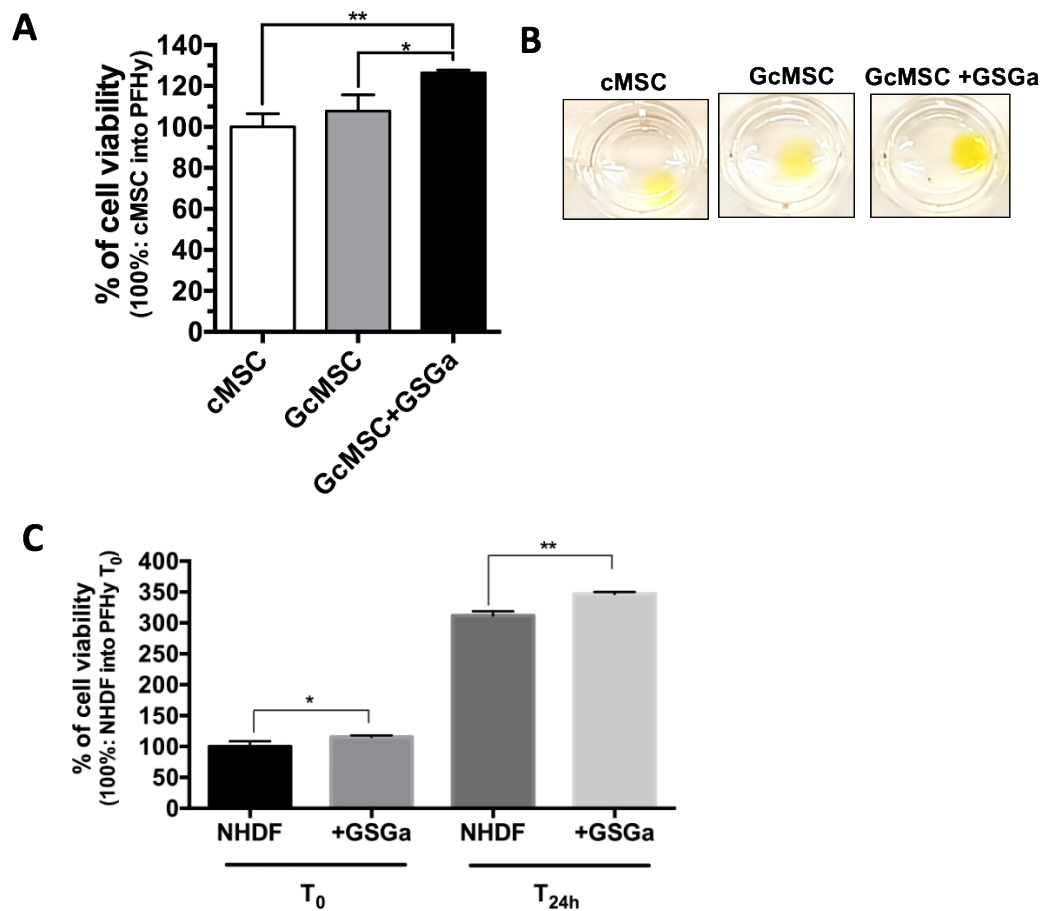 A
**
*
140
120
100
80
60
40
20
0
% of cell viability
(100%: cMSC into PFHy)
cMSC
GcMSC
GcMSC+GSGa
B
cMSC
GcMSC
GcMSC +GSGa
C
**
*
400
350
300
250
200
150
100
50
0
% of cell viability
(100%: NHDF into PFHy T0)
NHDF
+GSGa
NHDF
+GSGa
T0
T24h